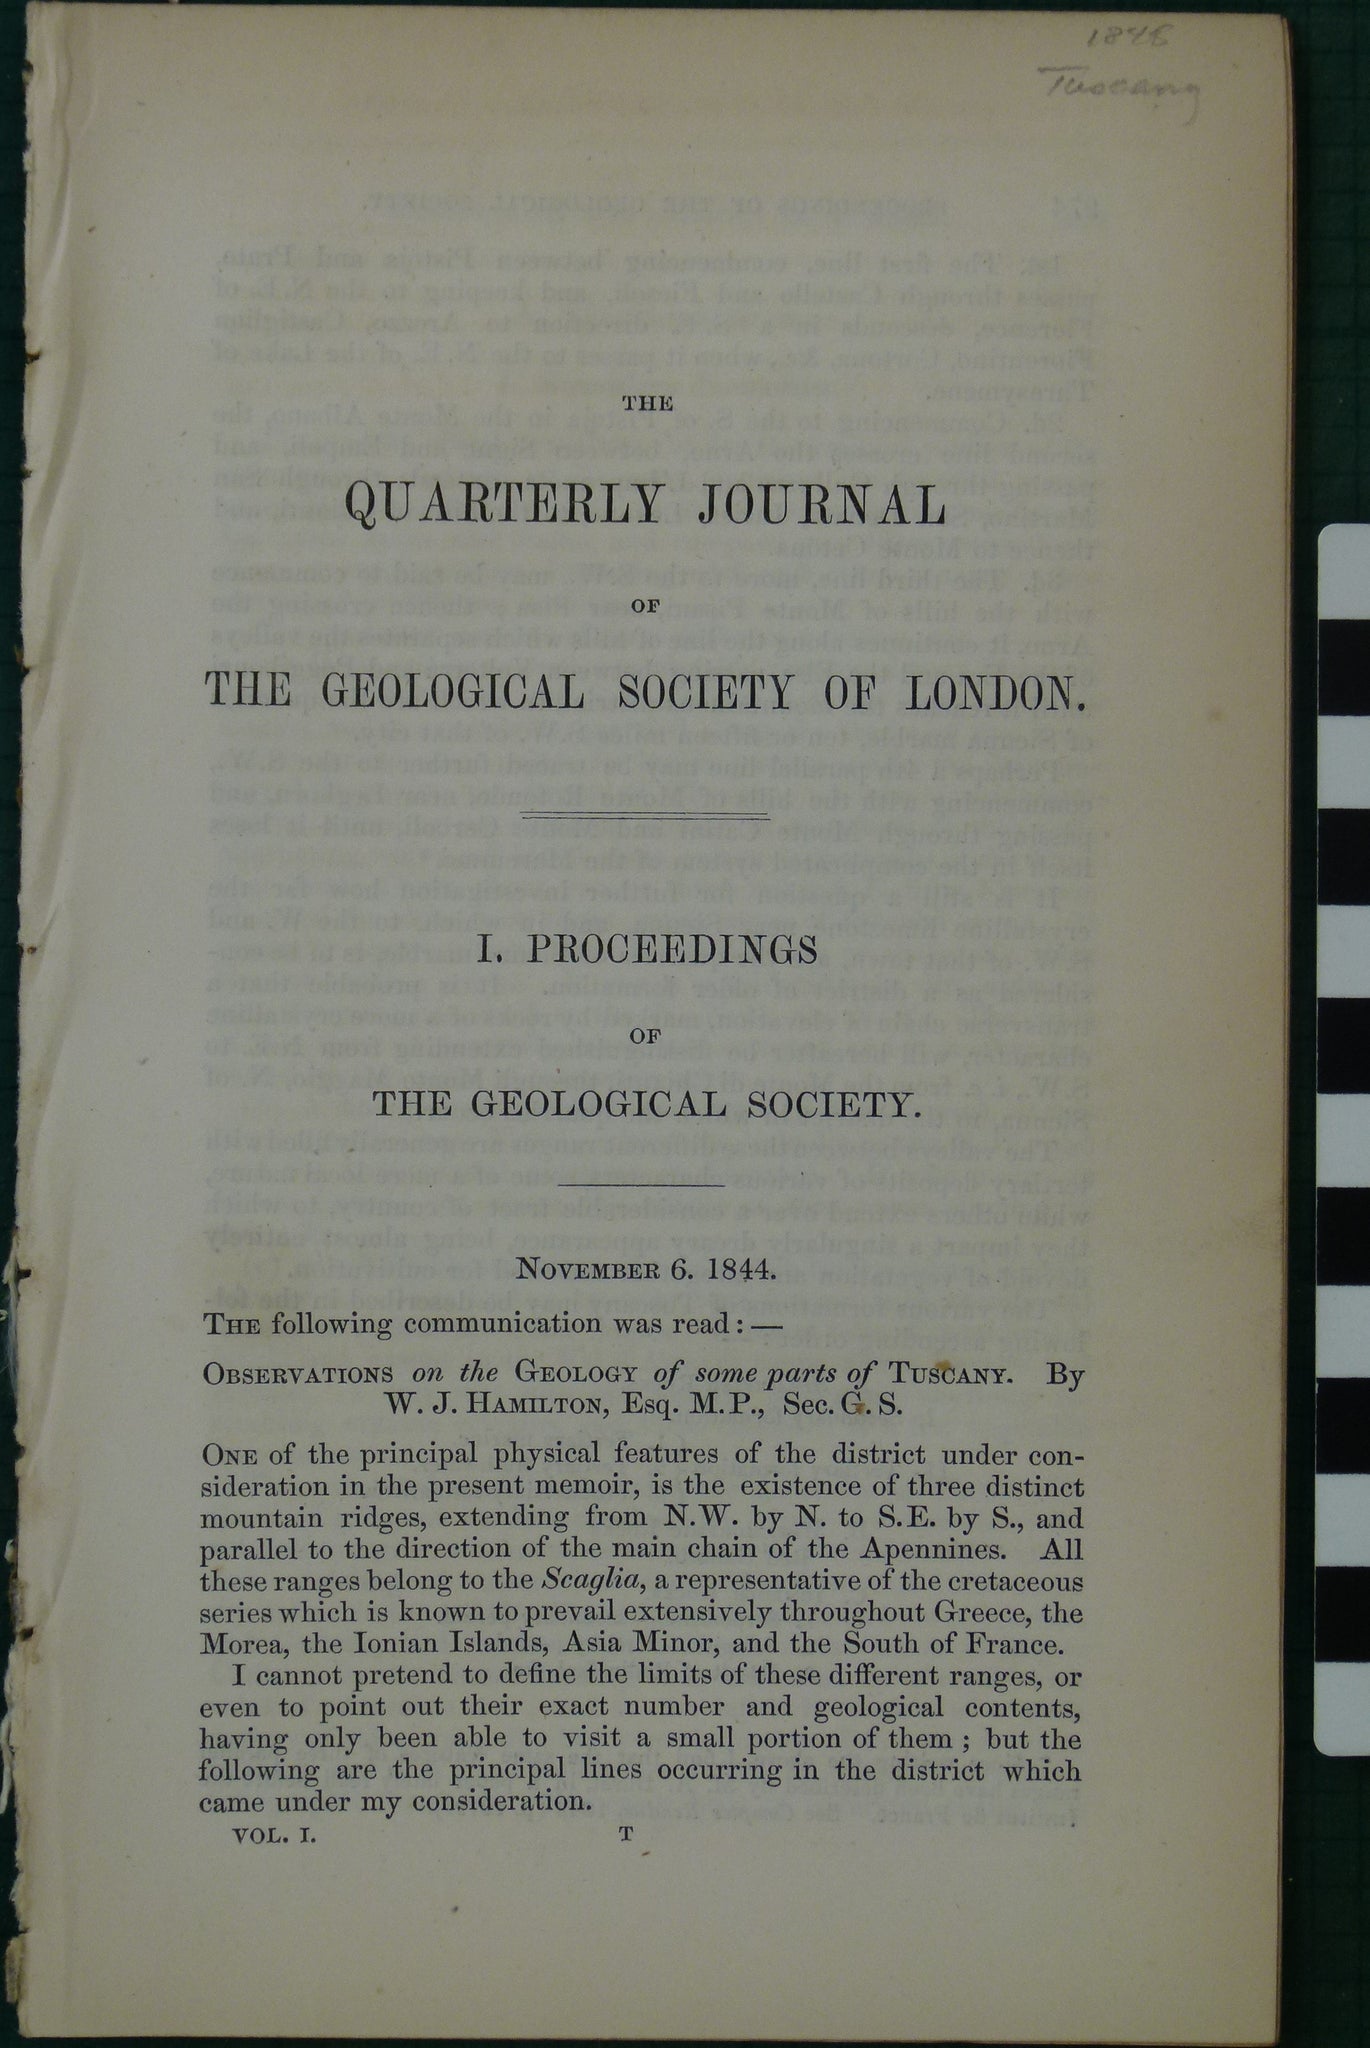 1845
Tuscany
THE
QUARTERLY JOURNAL
OF
THE GEOLOGICAL SOCIETY OF LONDON.
I. PROCEEDINGS
OF
THE GEOLOGICAL SOCIETY.
NOVEMBER 6. 1844.
THE following communication was read: —
OBSERVATIONS on the GEOLOGY of some parts of TUSCANY. By
W. J. HAMILTON, Esq. M.P., Sec. G. S.
ONE of the principal physical features of the district under con-
sideration in the present memoir, is the existence of three distinct
mountain ridges, extending from N.W. by N. to S.E. by S., and
parallel to the direction of the main chain of the Apennines. All
these ranges belong to the Scaglia, a representative of the cretaceous
series which is known to prevail extensively throughout Greece, the
Morea, the Ionian Islands, Asia Minor, and the South of France.
I cannot pretend to define the limits of these different ranges, or
even to point out their exact number and geological contents,
having only been able to visit a small portion of them; but the
following are the principal lines occurring in the district which
came under my consideration.
VOL. I. T